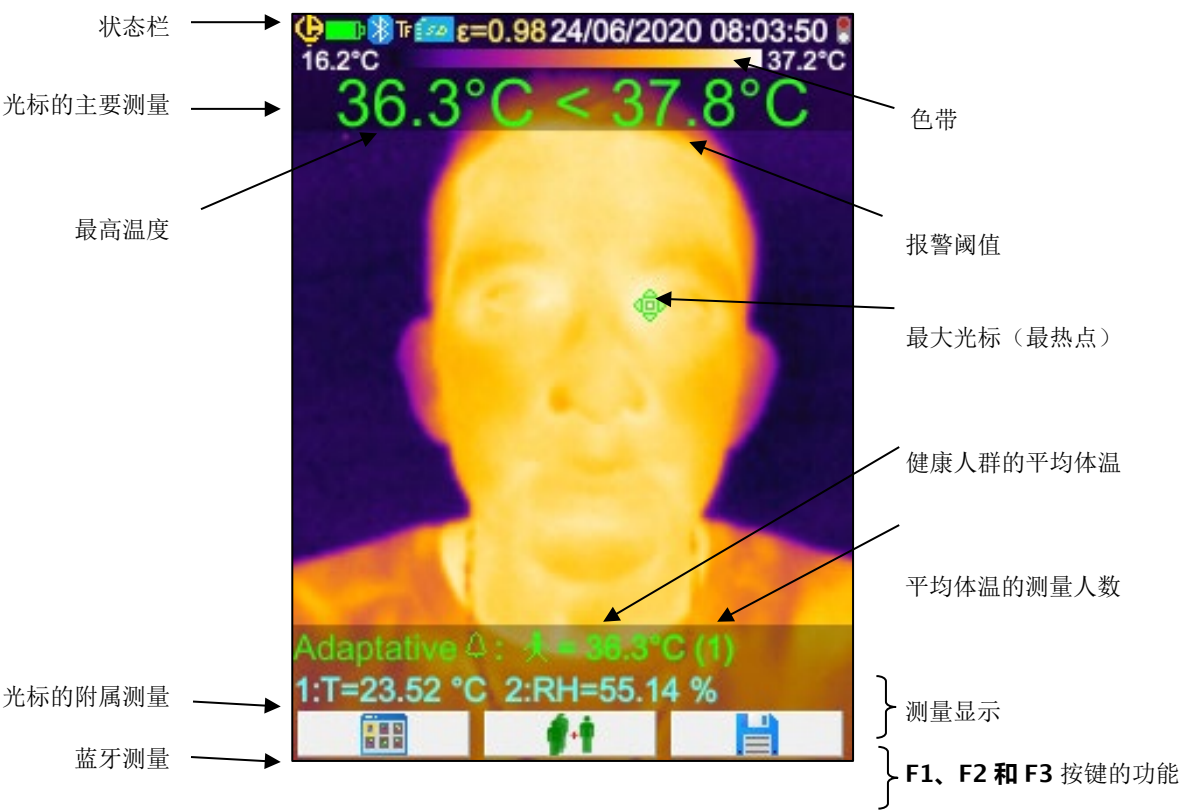 状态栏
TF SD ε=0.98 24/06/2020 08:03:50
16.2°C 37.2°C
光标的主要测量
36.3°C < 37.8°C
色带
最高温度
报警阈值
最大光标（最热点）
健康人群的平均体温
平均体温的测量人数
Adaptative : = 36.3°C (1)
光标的附属测量
1:T=23.52 °C 2:RH=55.14 %
测量显示
蓝牙测量
F1、F2 和 F3 按键的功能